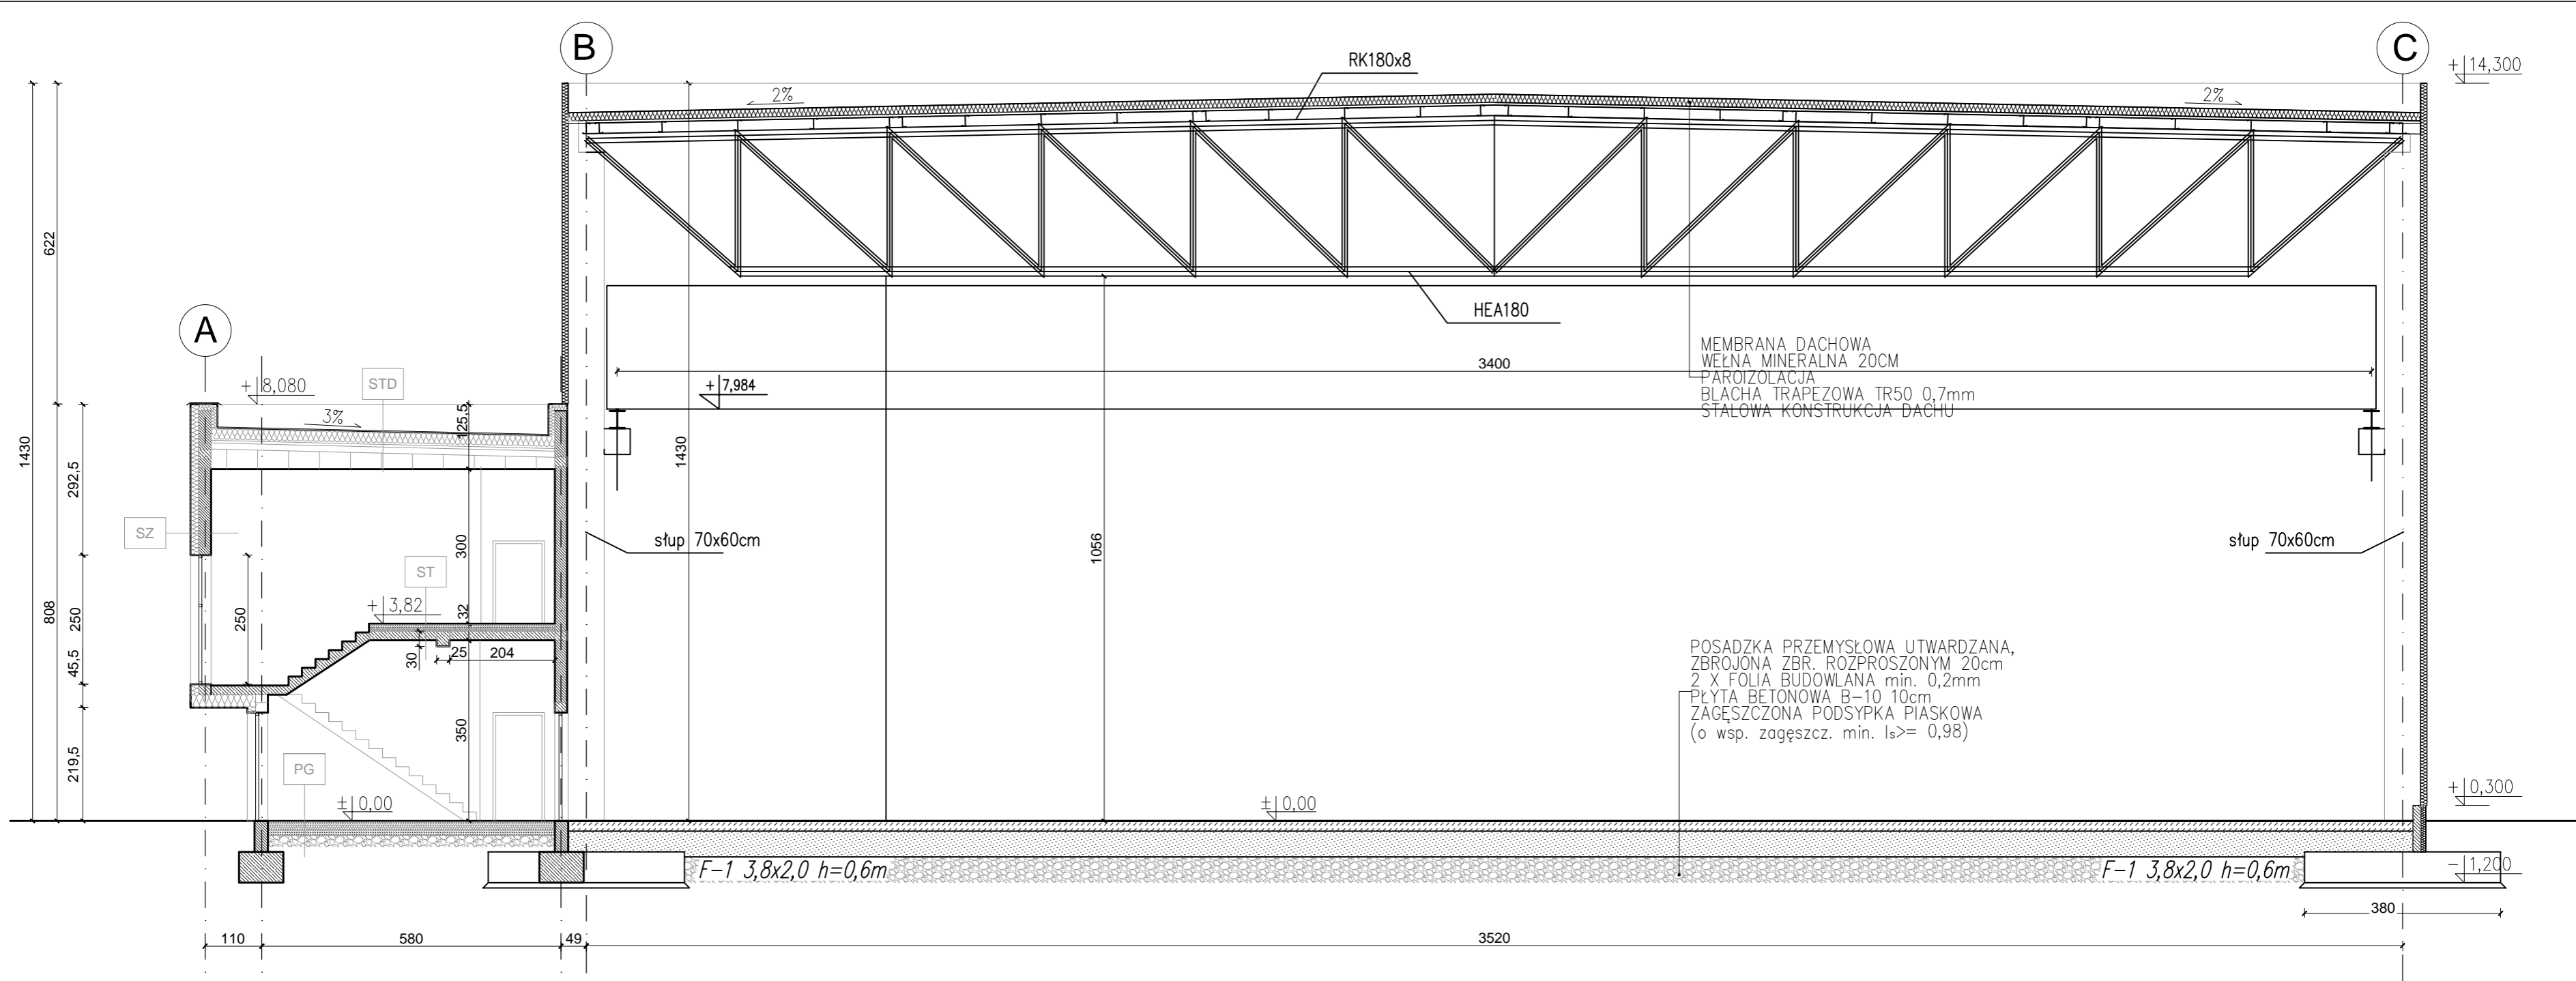 B
C
RK180x8
+14,300
2%
2%
622
1430
HEA180
A
MEMBRANA DACHOWA
WEŁNA MINERALNA 20CM
PAROIZOLACJA
BLACHA TRAPEZOWA TR50 0,7mm
STALOWA KONSTRUKCJA DACHU
3400
+7,984
+8,080
STD
3%
125,5
1430
292,5
808
SZ
300
słup 70x60cm
1056
słup 70x60cm
ST
250
250
+3,82
32
30
25
204
45,5
350
219,5
POSADZKA PRZEMYSŁOWA UTWARDZANA,
ZBROJONA ZBR. ROZPROSZONYM 20cm
2 X FOLIA BUDOWLANA min. 0,2mm
PŁYTA BETONOWA B-10 10cm
ZAGĘSZCZONA PODSYPKA PIASKOWA
(o wsp. zagęszcz. min. Is>= 0,98)
PG
±0,00
±0,00
+0,300
F-1 3,8x2,0 h=0,6m
F-1 3,8x2,0 h=0,6m
-1,200
380
110
580
49
3520